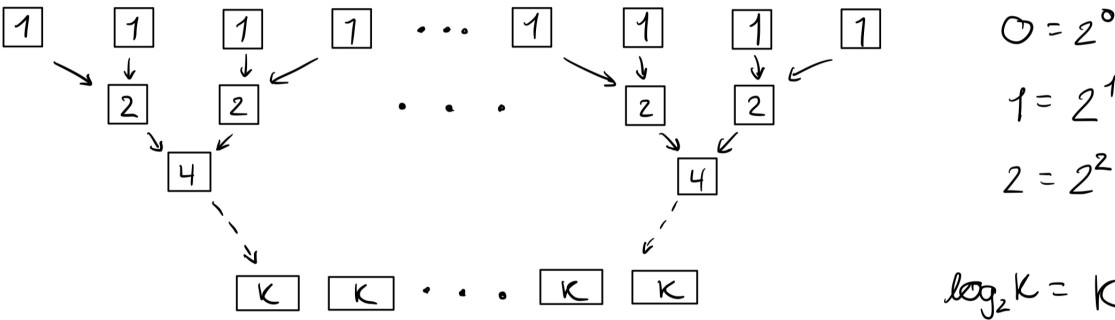 1 1 1 1 ... 1 1 1 1 0 = 2^0
2 2 ... 2 2 1 = 2^1
4 4 2 = 2^2
K K ... K K log₂K = K